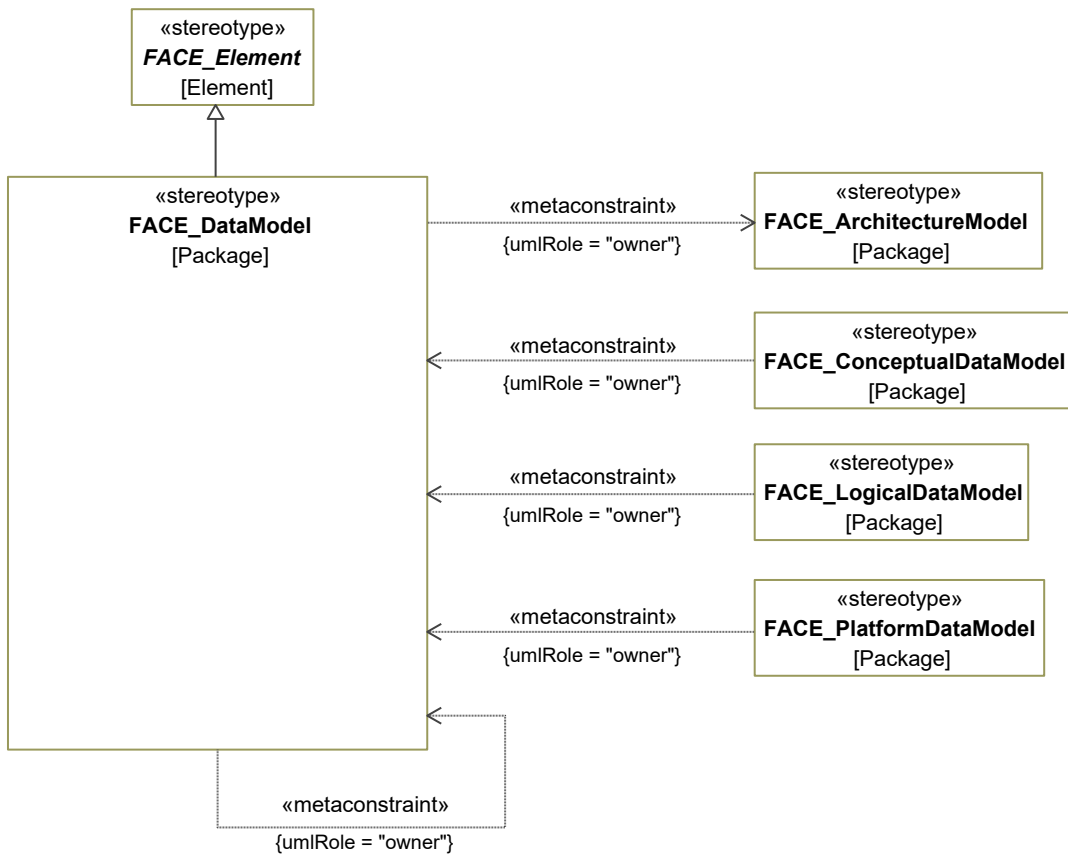 «stereotype»
FACE_Element
[Element]
«stereotype»
FACE_DataModel
[Package]
«metaconstraint»
{umlRole = "owner"}
«stereotype»
FACE_ArchitectureModel
[Package]
«metaconstraint»
{umlRole = "owner"}
«stereotype»
FACE_ConceptualDataModel
[Package]
«metaconstraint»
{umlRole = "owner"}
«stereotype»
FACE_LogicalDataModel
[Package]
«metaconstraint»
{umlRole = "owner"}
«stereotype»
FACE_PlatformDataModel
[Package]
«metaconstraint»
{umlRole = "owner"}